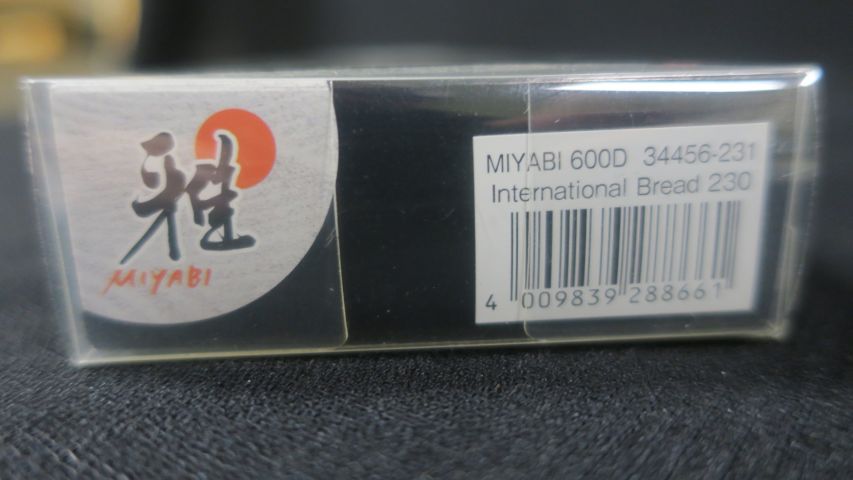 雅
MIYABI
MIYABI 600D 34456-231
International Bread 230
4 009839 288661